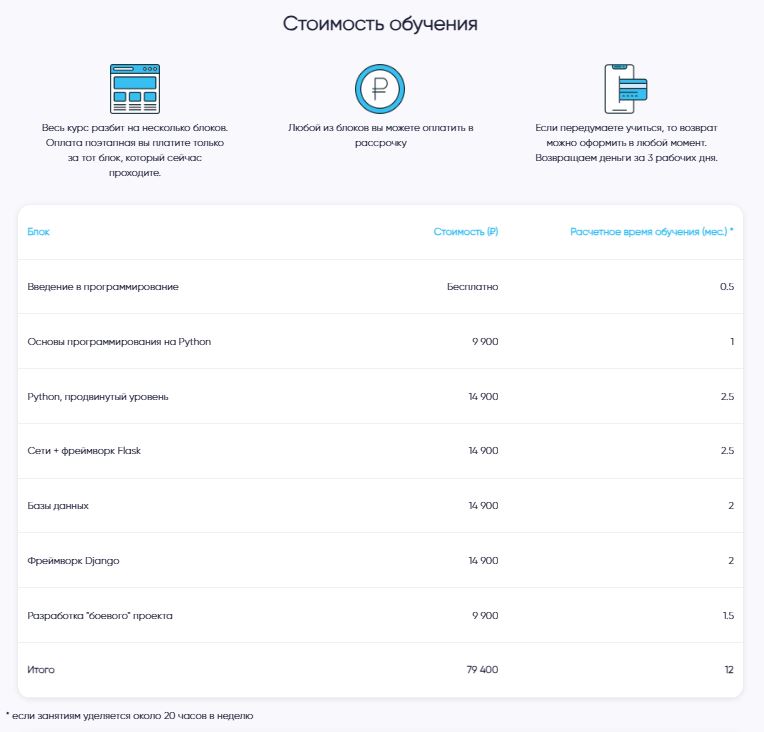 Стоимость обучения
Весь курс разбит на несколько блоков.
Оплата поэтапная вы платите только
за тот блок, который сейчас
проходите.
Любой из блоков вы можете оплатить в
рассрочку
Если передумаете учиться, то возврат
можно оформить в любой момент.
Возвращаем деньги за 3 рабочих дня.
Блок Стоимость (₽) Расчетное время обучения (мес.) *
Введение в программирование Бесплатно 0.5
Основы программирования на Python 9 900 1
Python, продвинутый уровень 14 900 2.5
Сети + фреймворк Flask 14 900 2.5
Базы данных 14 900 2
Фреймворк Django 14 900 2
Разработка "боевого" проекта 9 900 1.5
Итого 79 400 12
* если занятиям уделяется около 20 часов в неделю